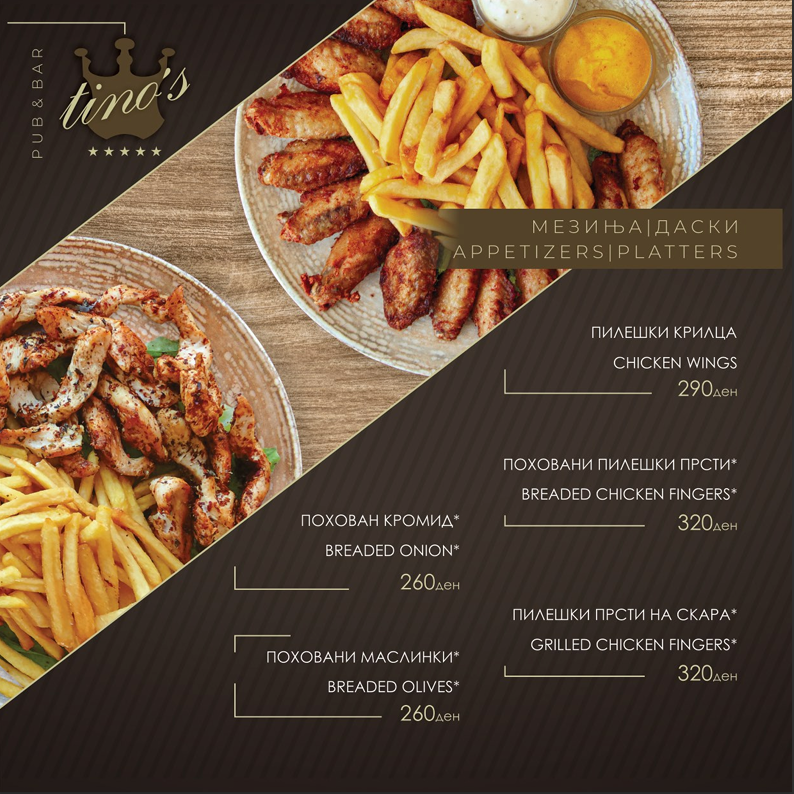 PUB & BAR
tino's
МЕЗИЊА|ДАСКИ
APPETIZERS|PLATTERS
ПИЛЕШКИ КРИЛЦА
CHICKEN WINGS
290ден
ПОХОВАНИ ПИЛЕШКИ ПРСТИ*
BREADED CHICKEN FINGERS*
320ден
ПИЛЕШКИ ПРСТИ НА СКАРА*
GRILLED CHICKEN FINGERS*
320ден
ПОХОВАН КРОМИД*
BREADED ONION*
260ден
ПОХОВАНИ МАСЛИНКИ*
BREADED OLIVES*
260ден